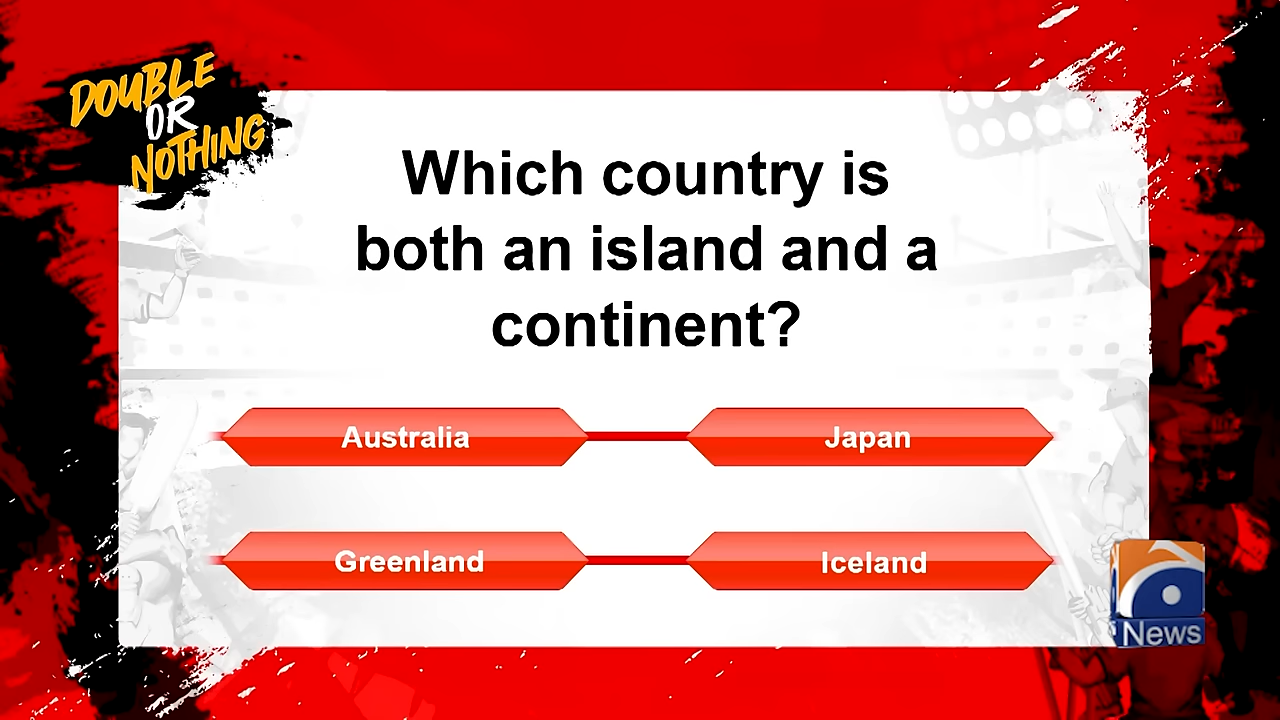 DOUBLE
OR
NOTHING
Which country is
both an island and a
continent?
Australia
Japan
Greenland
Iceland
News